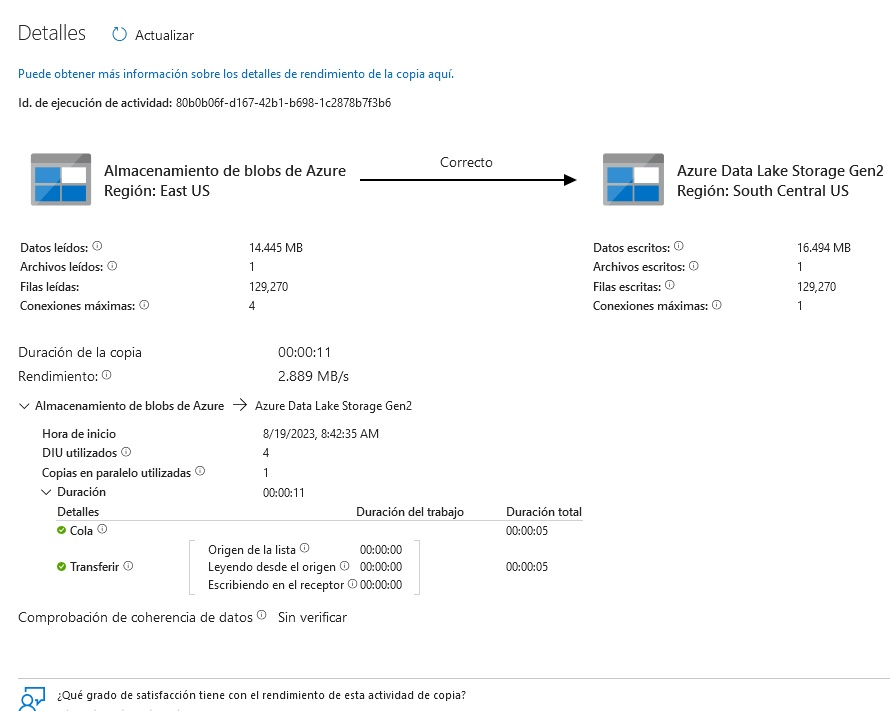 Detalles Actualizar
Puede obtener más información sobre los detalles de rendimiento de la copia aquí.
Id. de ejecución de actividad: 80b0b06f-d167-42b1-b698-1c2878b7f3b6
Correcto
Almacenamiento de blobs de Azure
Región: East US
Azure Data Lake Storage Gen2
Región: South Central US
Datos leídos: 14.445 MB
Archivos leídos: 1
Filas leídas: 129,270
Conexiones máximas: 4
Datos escritos: 16.494 MB
Archivos escritos: 1
Filas escritas: 129,270
Conexiones máximas: 1
Duración de la copia 00:00:11
Rendimiento: 2.889 MB/s
Almacenamiento de blobs de Azure → Azure Data Lake Storage Gen2
Hora de inicio 8/19/2023, 8:42:35 AM
DIU utilizados 4
Copias en paralelo utilizadas 1
Duración 00:00:11
Detalles Duración del trabajo Duración total
Cola 00:00:05
Origen de la lista 00:00:00
Transferir Leyendo desde el origen 00:00:00 00:00:05
Escribiendo en el receptor 00:00:00
Comprobación de coherencia de datos Sin verificar
¿Qué grado de satisfacción tiene con el rendimiento de esta actividad de copia?